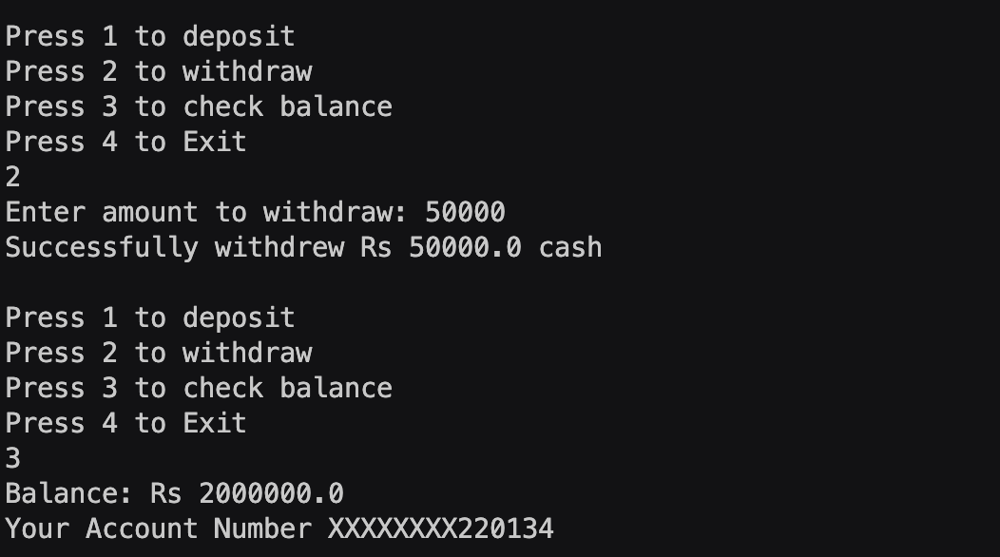 Press 1 to deposit
Press 2 to withdraw
Press 3 to check balance
Press 4 to Exit
2
Enter amount to withdraw: 50000
Successfully withdrew Rs 50000.0 cash
Press 1 to deposit
Press 2 to withdraw
Press 3 to check balance
Press 4 to Exit
3
Balance: Rs 2000000.0
Your Account Number XXXXXXXX220134